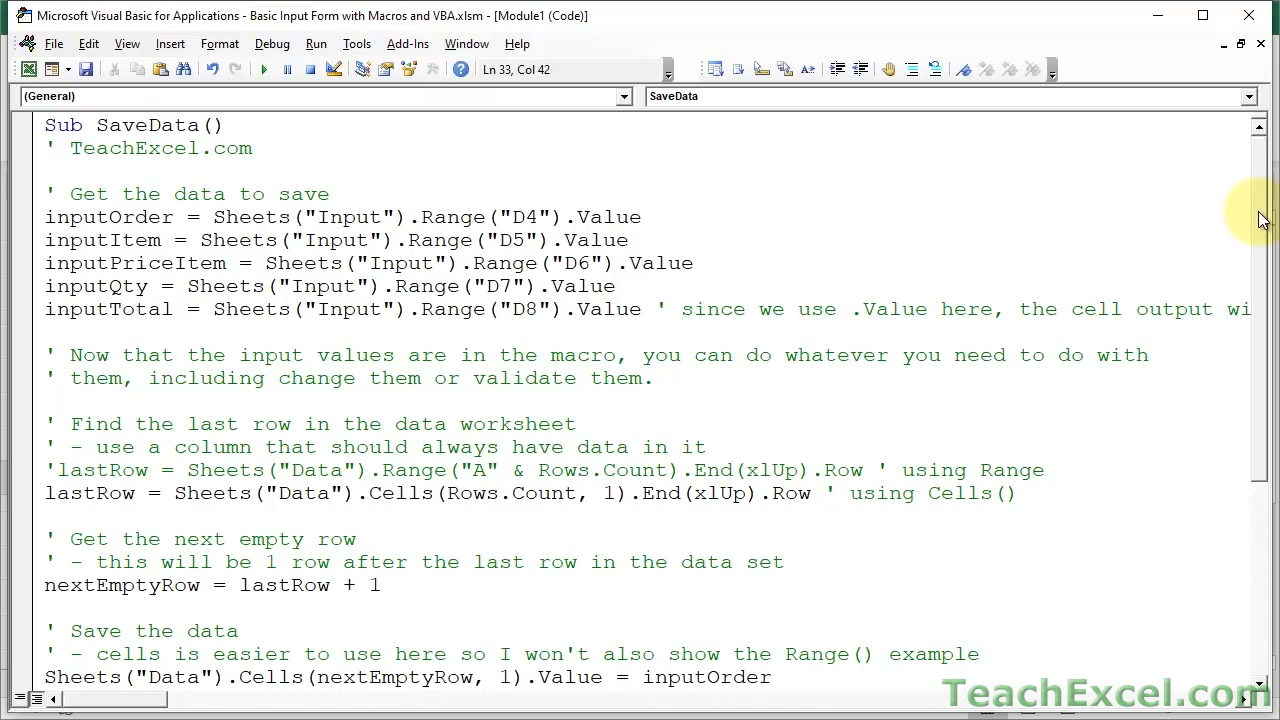 Microsoft Visual Basic for Applications - Basic Input Form with Macros and VBA.xlsm - [Module1 (Code)]
File Edit View Insert Format Debug Run Tools Add-Ins Window Help
Ln 33, Col 42
(General) SaveData
Sub SaveData()
' TeachExcel.com
' Get the data to save
inputOrder = Sheets("Input").Range("D4").Value
inputItem = Sheets("Input").Range("D5").Value
inputPriceItem = Sheets("Input").Range("D6").Value
inputQty = Sheets("Input").Range("D7").Value
inputTotal = Sheets("Input").Range("D8").Value ' since we use .Value here, the cell output wi
' Now that the input values are in the macro, you can do whatever you need to do with
' them, including change them or validate them.
' Find the last row in the data worksheet
' - use a column that should always have data in it
'lastRow = Sheets("Data").Range("A" & Rows.Count).End(xlUp).Row ' using Range
lastRow = Sheets("Data").Cells(Rows.Count, 1).End(xlUp).Row ' using Cells()
' Get the next empty row
' - this will be 1 row after the last row in the data set
nextEmptyRow = lastRow + 1
' Save the data
' - cells is easier to use here so I won't also show the Range() example
Sheets("Data").Cells(nextEmptyRow, 1).Value = inputOrder
TeachExcel.com